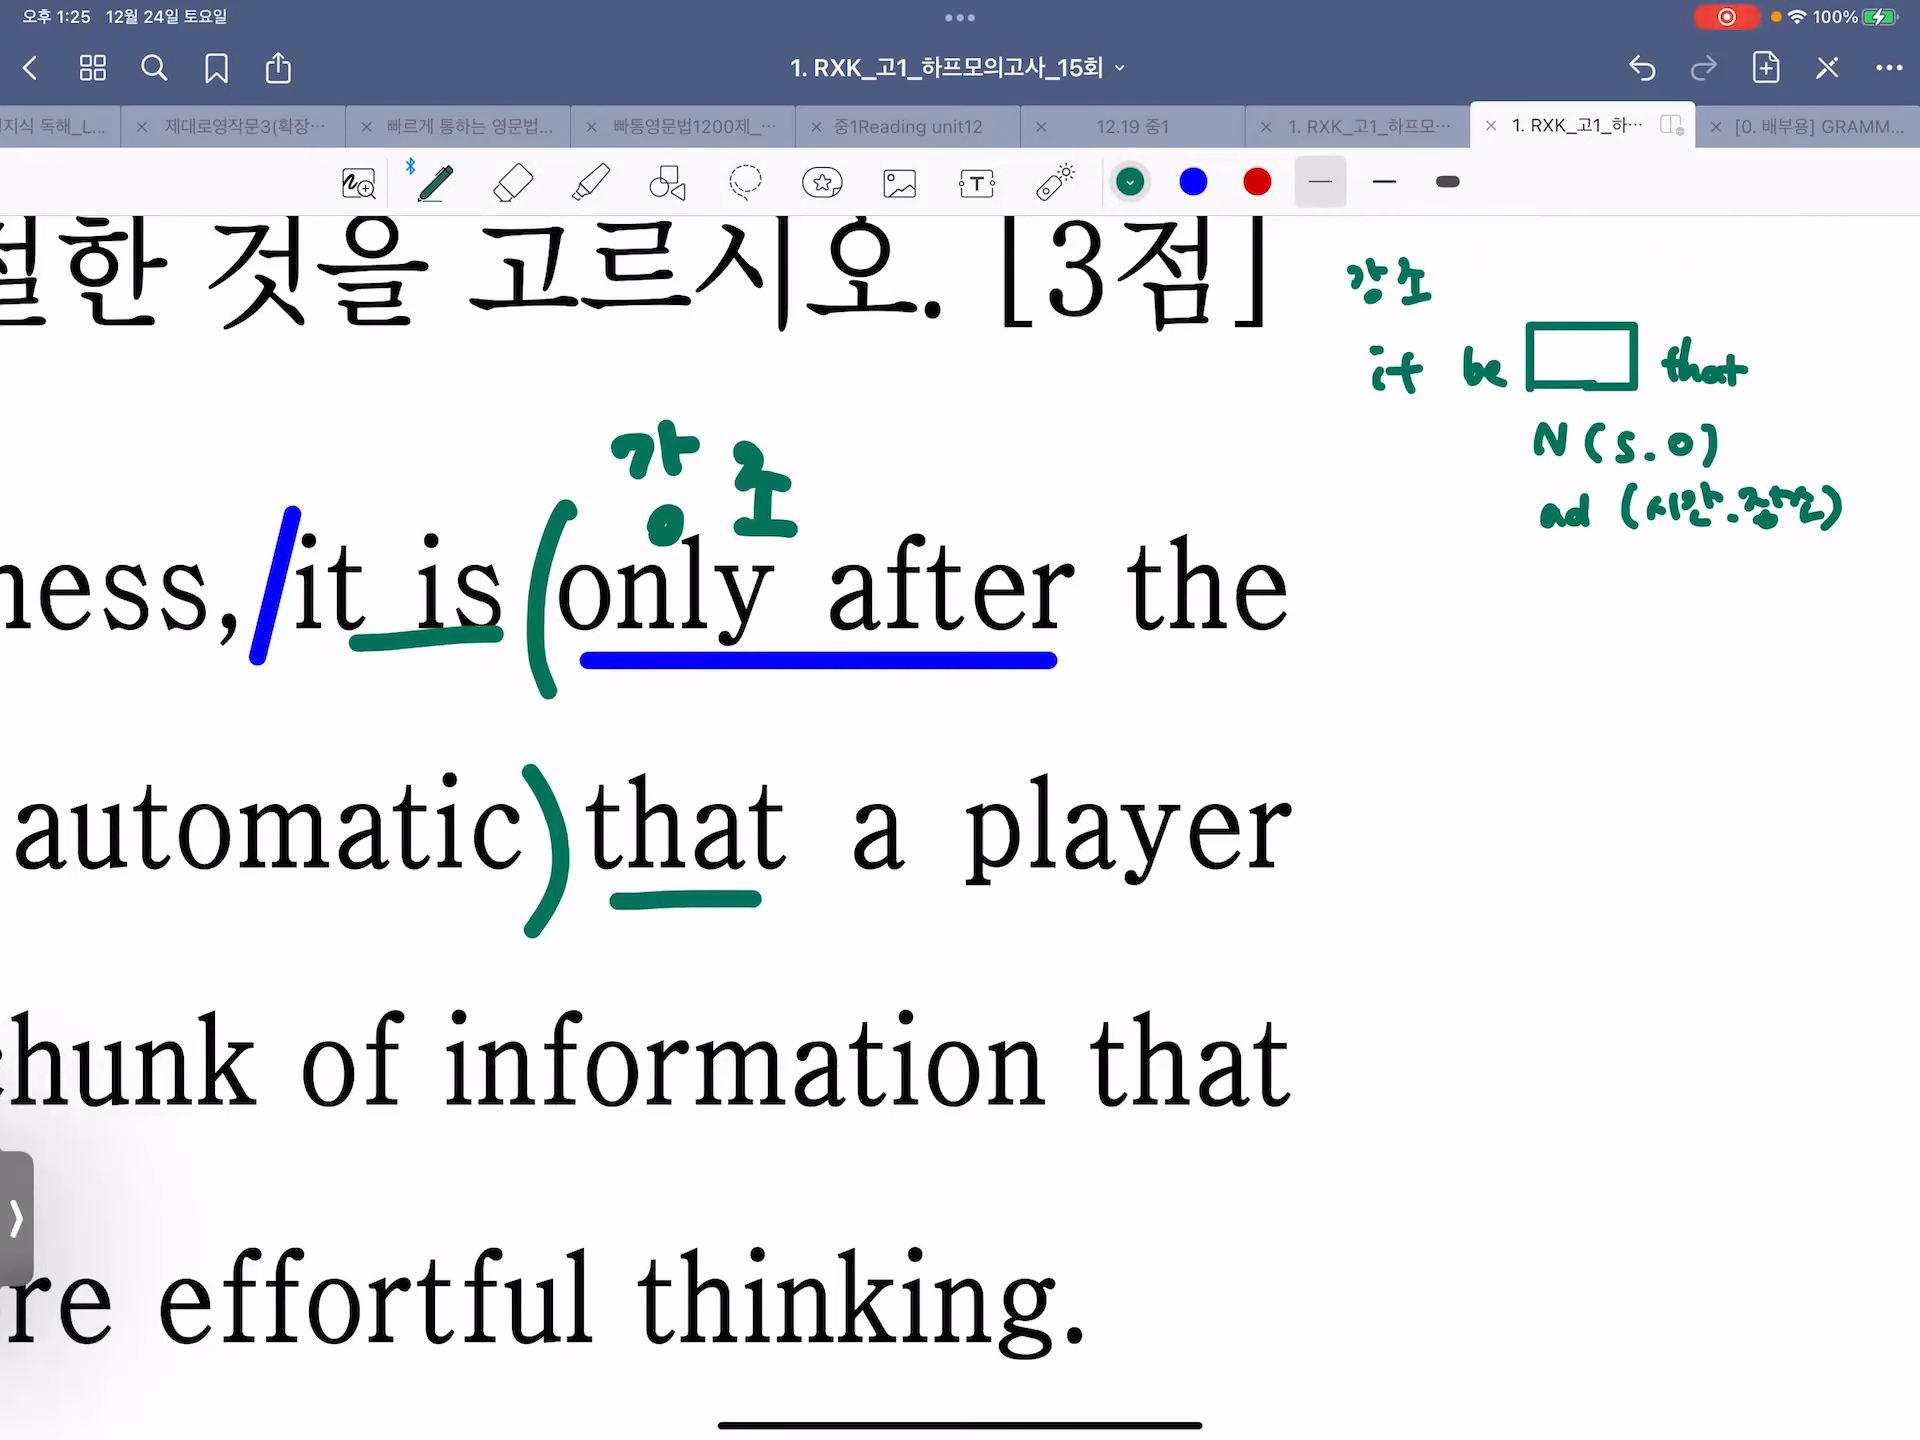 오후 1:25 12월 24일 토요일
100%
1. RXK_고1_하프모의고사_15회
지식 독해_L...
제대로영작문3(확장...
빠르게 통하는 영문법...
빠통영문법1200제_...
중1Reading unit12
12.19 중1
1. RXK_고1_하프모...
1. RXK_고1_하...
[0. 배부용] GRAMM...
절한 것을 고르시오. [3점]
강조
it be that
N (S.O)
ad (시간.장소)
강조
ness, it is (only after the
automatic) that a player
chunk of information that
re effortful thinking.